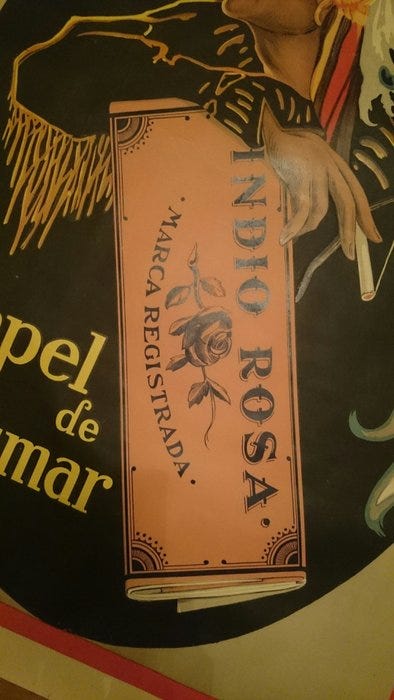 INDIO ROSA.
· MARCA REGISTRADA ·
pel
de
mar